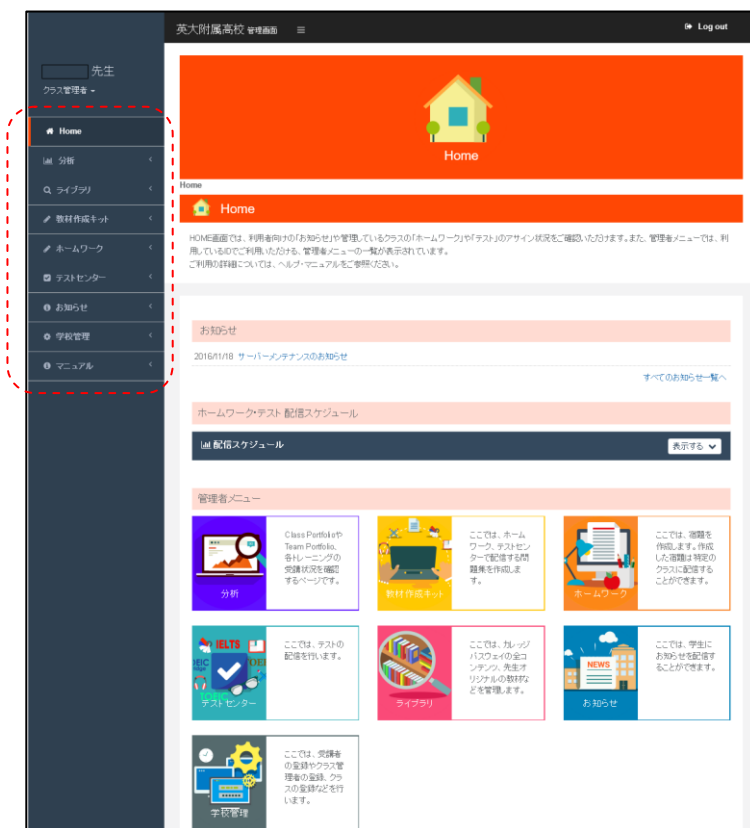 英大附属高校 管理画面
Log out
先生
クラス管理者
Home
分析
ライブラリ
教材作成キット
ホームワーク
テストセンター
お知らせ
学校管理
マニュアル
Home
Home
Home
HOME画面では、利用者向けの「お知らせ」や管理しているクラスの「ホームワーク」や「テスト」のアサイン状況をご確認いただけます。また、管理者メニューでは、利
用しているIDでご利用いただける、管理者メニューの一覧が表示されています。
ご利用の詳細については、ヘルプ・マニュアルをご参照ください。
お知らせ
2016/11/18 サーバーメンテナンスのお知らせ
すべてのお知らせ一覧へ
ホームワーク・テスト 配信スケジュール
配信スケジュール
表示する
管理者メニュー
分析
Class Portfolioや
Team Portfolio、
各トレーニングの
受講状況を確認
するページです。
教材作成キット
ここでは、ホーム
ワーク、テストセン
ターで配信する問
題集を作成しま
す。
ホームワーク
ここでは、宿題を
作成します。作成
した宿題は特定の
クラスに配信する
ことができます。
IELTS
テストセンター
ここでは、テストの
配信を行います。
ライブラリ
ここでは、カレッジ
パスウェイの全コ
ンテンツ、先生オ
リジナルの教材な
どを管理します。
NEWS
お知らせ
ここでは、学生に
お知らせを配信す
ることができます。
学校管理
ここでは、受講者
の登録やクラス管
理者の登録、クラ
スの登録などを行
います。